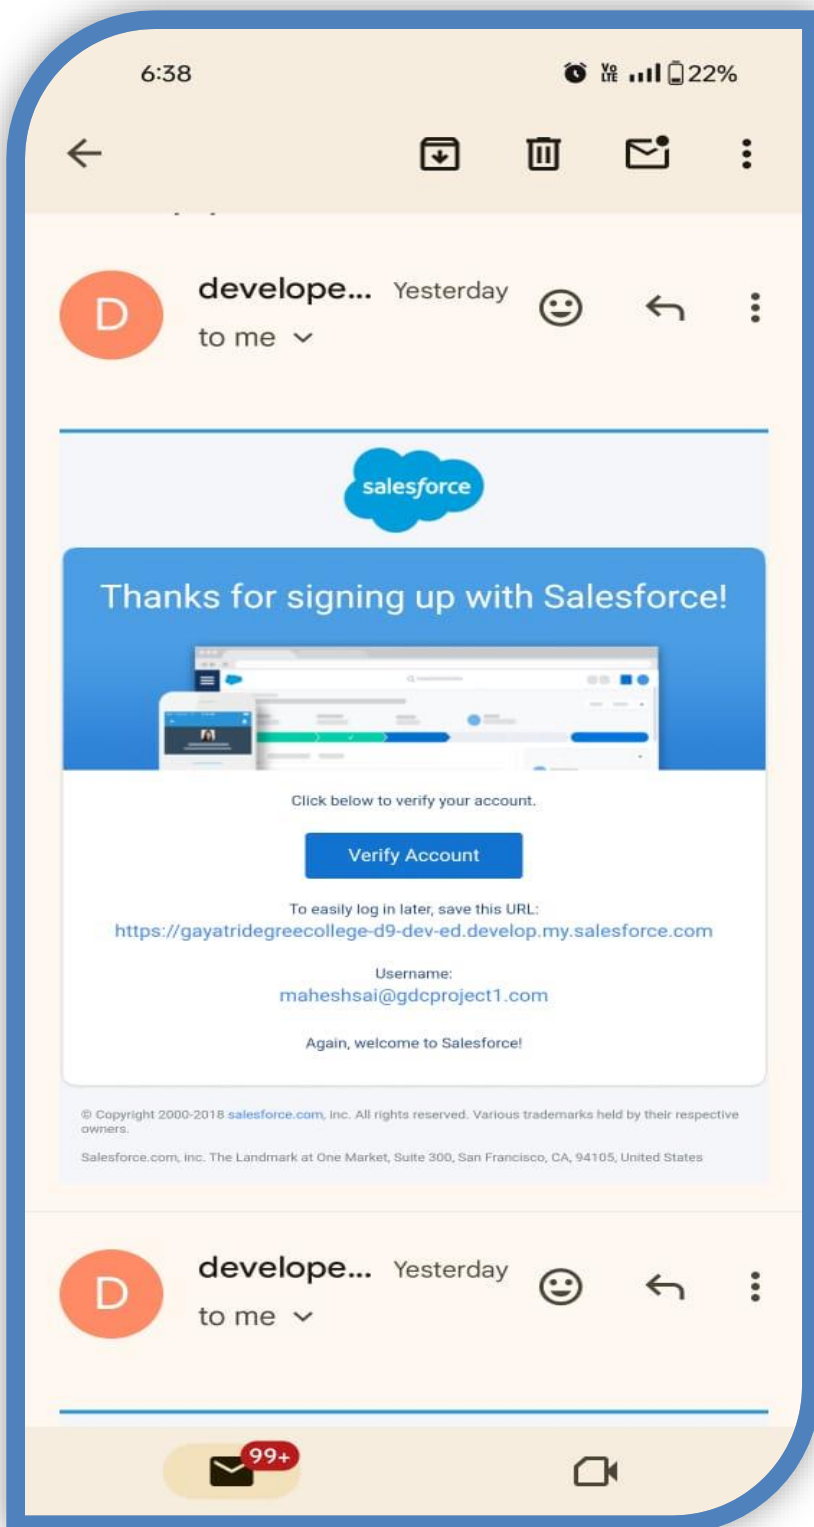 6:38
Vo LTE 22%
D
develope... Yesterday
to me
salesforce
Thanks for signing up with Salesforce!
Click below to verify your account.
Verify Account
To easily log in later, save this URL:
https://gayatridegreecollege-d9-dev-ed.develop.my.salesforce.com
Username:
maheshsai@gdcproject1.com
Again, welcome to Salesforce!
© Copyright 2000-2018 salesforce.com, inc. All rights reserved. Various trademarks held by their respective
owners.
Salesforce.com, inc. The Landmark at One Market, Suite 300, San Francisco, CA, 94105, United States
D
develope... Yesterday
to me
99+